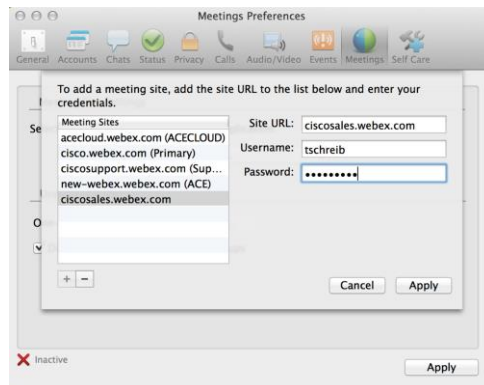 Meetings Preferences
General Accounts Chats Status Privacy Calls Audio/Video Events Meetings Self Care
To add a meeting site, add the site URL to the list below and enter your
credentials.
Meeting Sites
acecloud.webex.com (ACECLOUD)
cisco.webex.com (Primary)
ciscosupport.webex.com (Sup...
new-webex.webex.com (ACE)
ciscosales.webex.com
Site URL: ciscosales.webex.com
Username: tschreib
Password: •••••••••
Se
O
+ −
Cancel Apply
Inactive
Apply